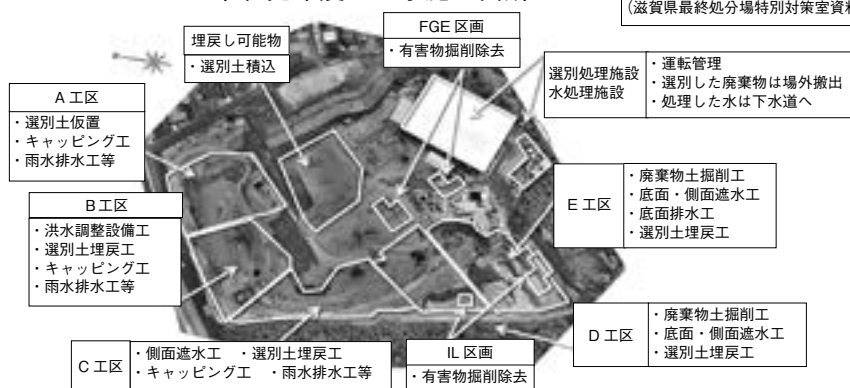 (滋賀県最終処分場特別対策室資料
埋戻し可能物
・選別土積込
FGE 区画
・有害物掘削除去
選別処理施設
水処理施設
・運転管理
・選別した廃棄物は場外搬出
・処理した水は下水道へ
A 工区
・選別土仮置
・キャッピング工
・雨水排水工等
B 工区
・洪水調整設備工
・選別土埋戻工
・キャッピング工
・雨水排水工等
E 工区
・廃棄物土掘削工
・底面・側面遮水工
・底面排水工
・選別土埋戻工
C 工区
・側面遮水工 ・選別土埋戻工
・キャッピング工 ・雨水排水工等
IL 区画
・有害物掘削除去
D 工区
・廃棄物土掘削工
・底面・側面遮水工
・選別土埋戻工